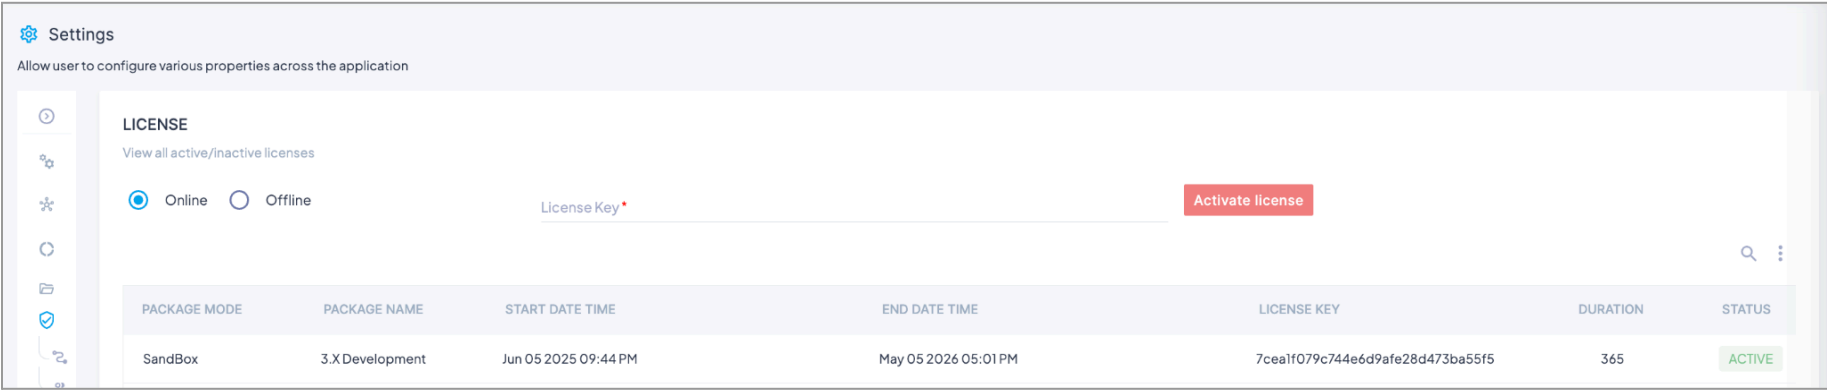 Settings
Allow user to configure various properties across the application
LICENSE
View all active/inactive licenses
Online Offline License Key* Activate license
PACKAGE MODE PACKAGE NAME START DATE TIME END DATE TIME LICENSE KEY DURATION STATUS
SandBox 3.X Development Jun 05 2025 09:44 PM May 05 2026 05:01 PM 7cea1f079c744e6d9afe28d473ba55f5 365 ACTIVE